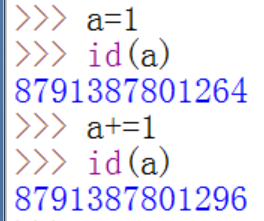 >>> a=1
>>> id(a)
8791387801264
>>> a+=1
>>> id(a)
8791387801296